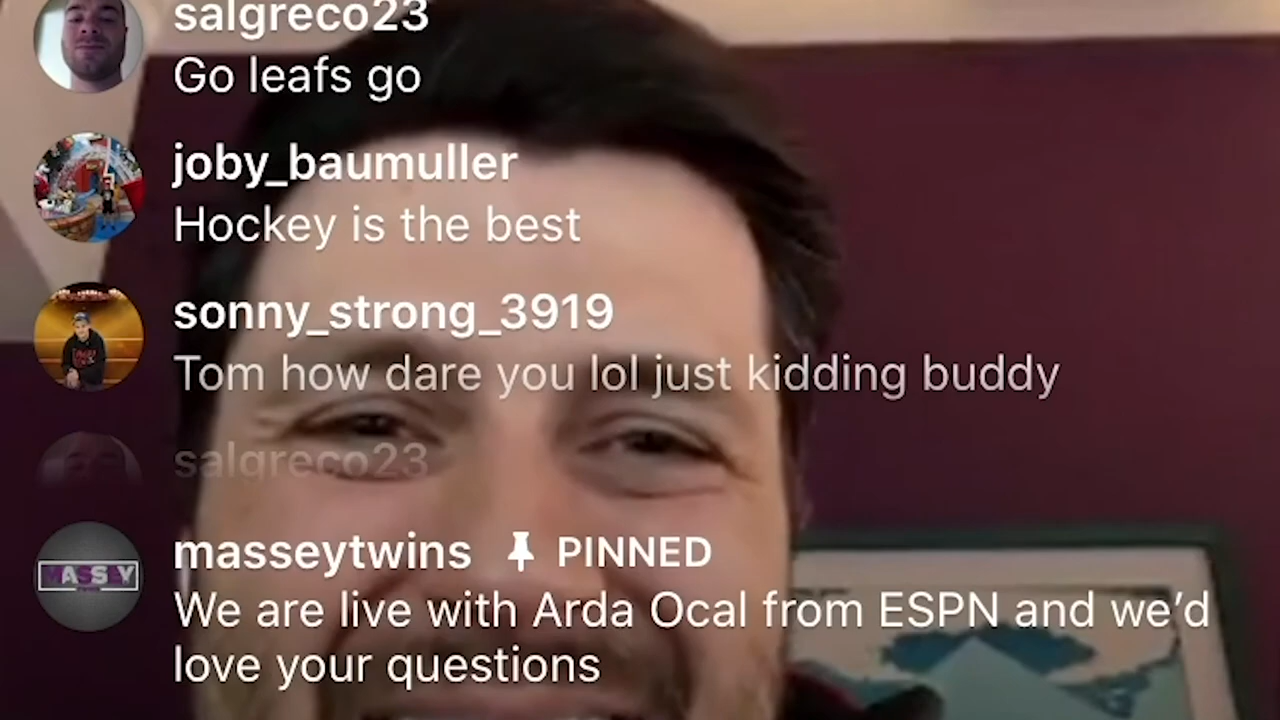 salgreco23
Go leafs go
joby_baumuller
Hockey is the best
sonny_strong_3919
Tom how dare you lol just kidding buddy
salgreco23
masseytwins PINNED
MASSEY
We are live with Arda Ocal from ESPN and we'd
love your questions